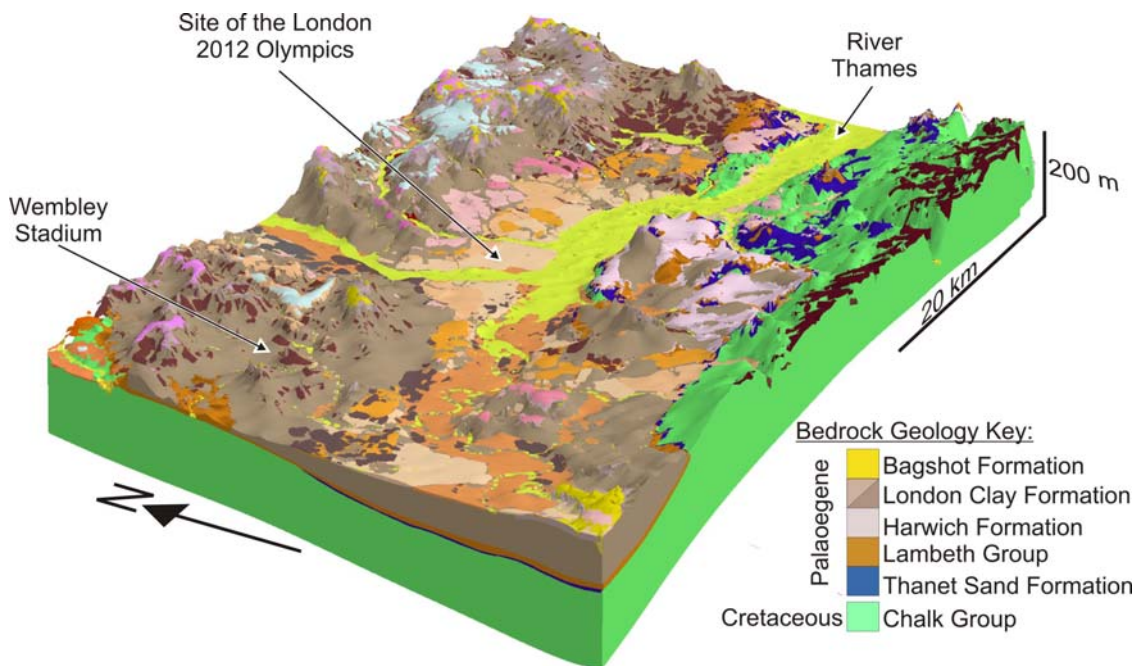 Site of the London
2012 Olympics
River
Thames
Wembley
Stadium
200 m
20 km
N
Bedrock Geology Key:
Palaoegene
Bagshot Formation
London Clay Formation
Harwich Formation
Lambeth Group
Thanet Sand Formation
Cretaceous
Chalk Group